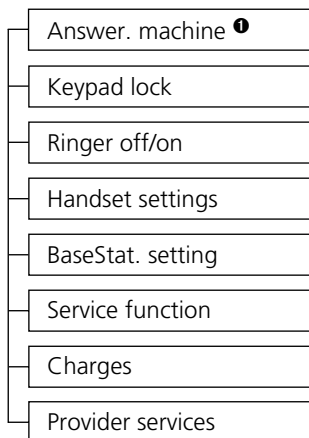 Answer. machine ❶
Keypad lock
Ringer off/on
Handset settings
BaseStat. setting
Service function
Charges
Provider services